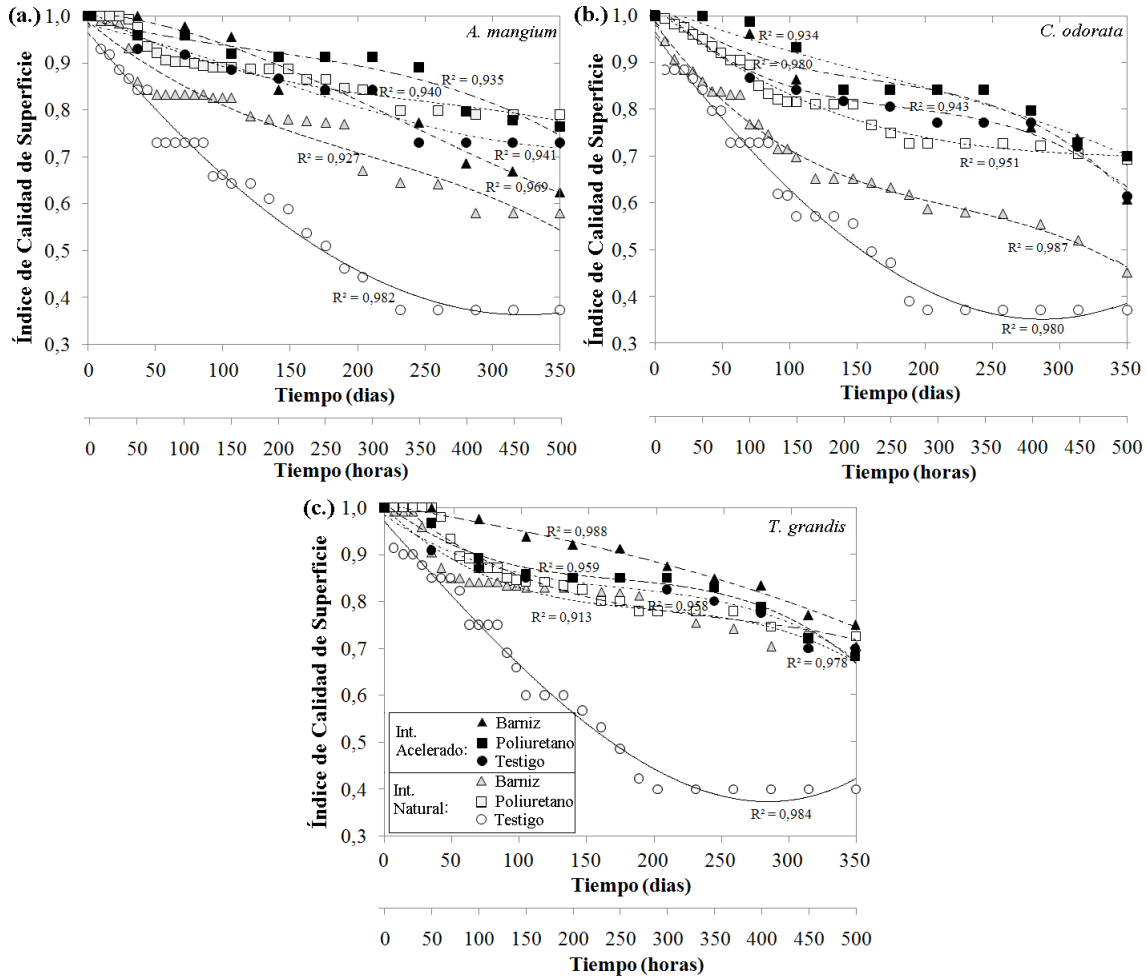 (a.)
A. mangium
Índice de Calidad de Superficie
1,0
0,9
0,8
0,7
0,6
0,5
0,4
0,3
R² = 0,935
R² = 0,940
R² = 0,941
R² = 0,927
R² = 0,969
R² = 0,982
0 50 100 150 200 250 300 350
Tiempo (dias)
0 50 100 150 200 250 300 350 400 450 500
Tiempo (horas)
(b.)
C. odorata
Índice de Calidad de Superficie
1,0
0,9
0,8
0,7
0,6
0,5
0,4
0,3
R² = 0,934
R² = 0,980
R² = 0,943
R² = 0,951
R² = 0,987
R² = 0,980
0 50 100 150 200 250 300 350
Tiempo (dias)
0 50 100 150 200 250 300 350 400 450 500
Tiempo (horas)
(c.)
T. grandis
Índice de Calidad de Superficie
1,0
0,9
0,8
0,7
0,6
0,5
0,4
0,3
R² = 0,988
R² = 0,959
R² = 0,958
R² = 0,913
R² = 0,978
R² = 0,984
Int. Acelerado:
Barniz
Poliuretano
Testigo
Int. Natural:
Barniz
Poliuretano
Testigo
0 50 100 150 200 250 300 350
Tiempo (dias)
0 50 100 150 200 250 300 350 400 450 500
Tiempo (horas)